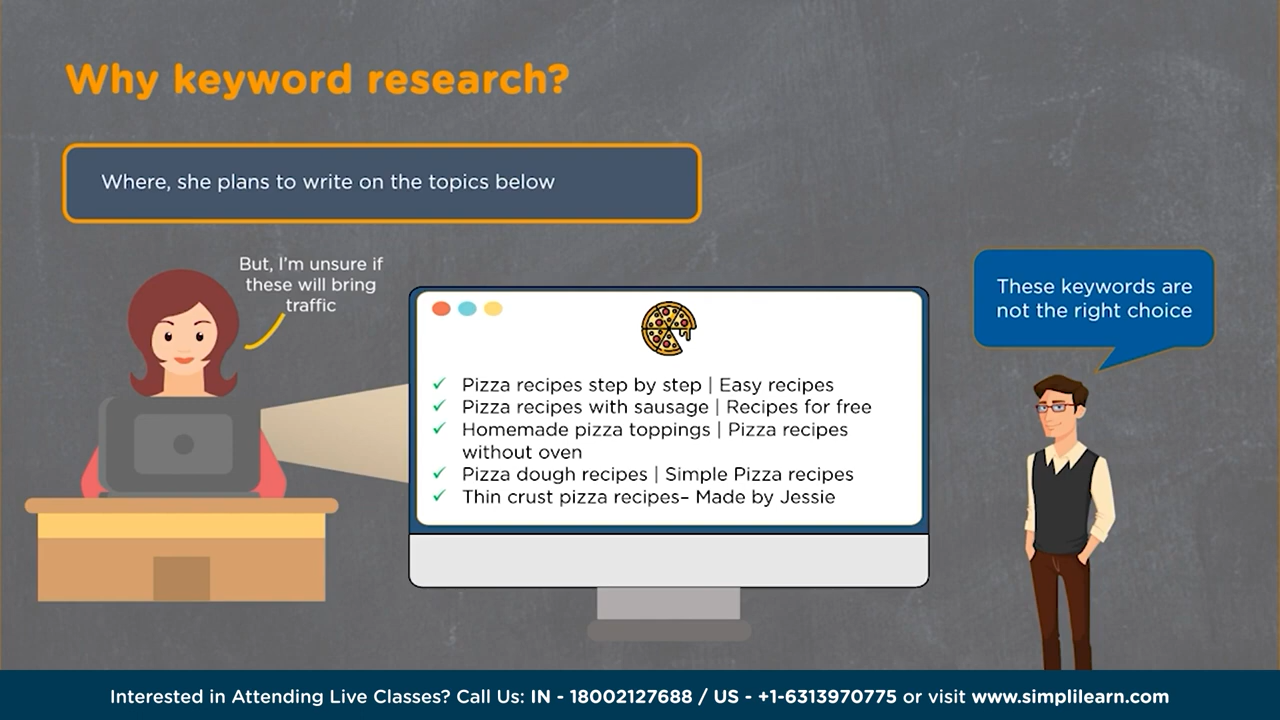 Why keyword research?
Where, she plans to write on the topics below
But, I'm unsure if
these will bring
traffic
These keywords are
not the right choice
Pizza recipes step by step | Easy recipes
Pizza recipes with sausage | Recipes for free
Homemade pizza toppings | Pizza recipes
without oven
Pizza dough recipes | Simple Pizza recipes
Thin crust pizza recipes– Made by Jessie
Interested in Attending Live Classes? Call Us: IN - 18002127688 / US - +1-6313970775 or visit www.simplilearn.com